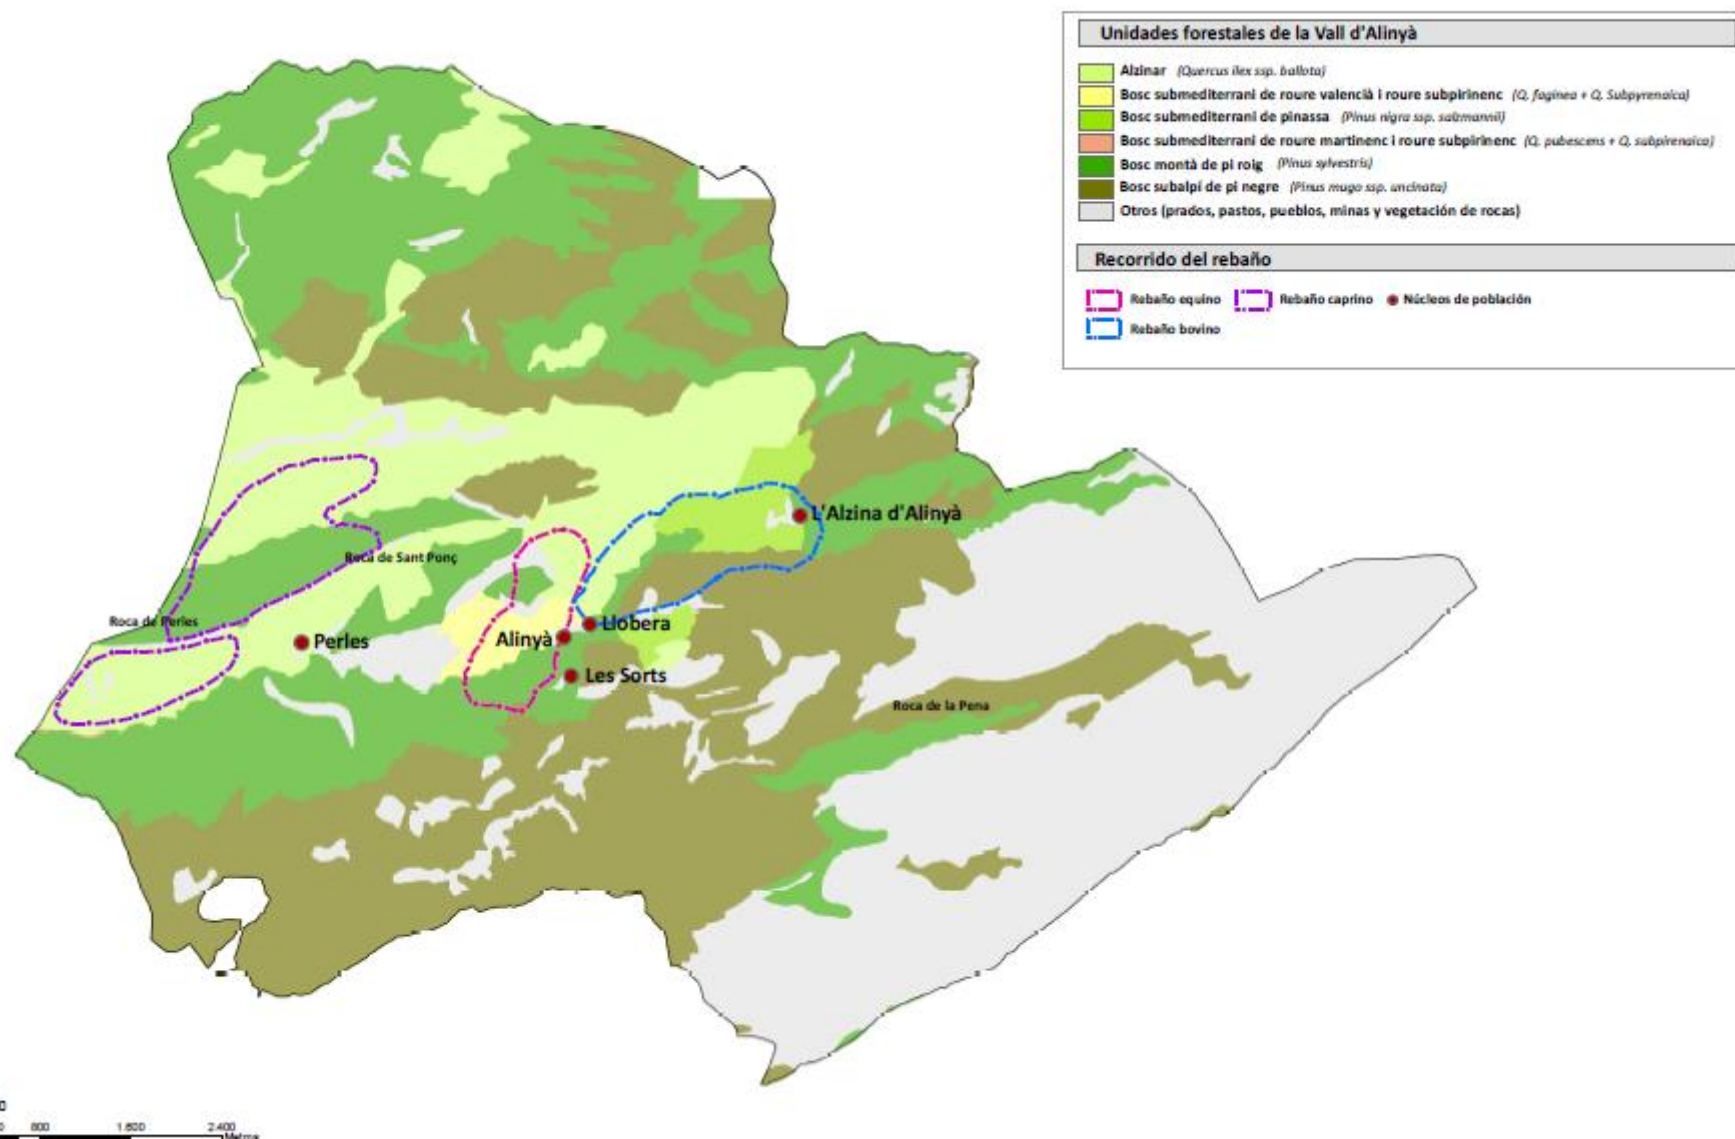 Unidades forestales de la Vall d'Alinyà
Alzinar (Quercus ilex ssp. ballota)
Bosc submediterrani de roure valencià i roure subpirinenc (Q. faginea + Q. Subpyrenaica)
Bosc submediterrani de pinassa (Pinus nigra ssp. salzmannii)
Bosc submediterrani de roure martinenc i roure subpirinenc (Q. pubescens + Q. subpirenaica)
Bosc montà de pi roig (Pinus sylvestris)
Bosc subalpí de pi negre (Pinus mugo ssp. uncinata)
Otros (prados, pastos, pueblos, minas y vegetación de rocas)
Recorrido del rebaño
Rebaño equino Rebaño caprino Núcleos de población
Rebaño bovino
L'Alzina d'Alinyà
Roca de Sant Ponç
Roca de Perles
Perles
Llobera
Alinyà
Les Sorts
Roca de la Pena
800 1.600 2.400